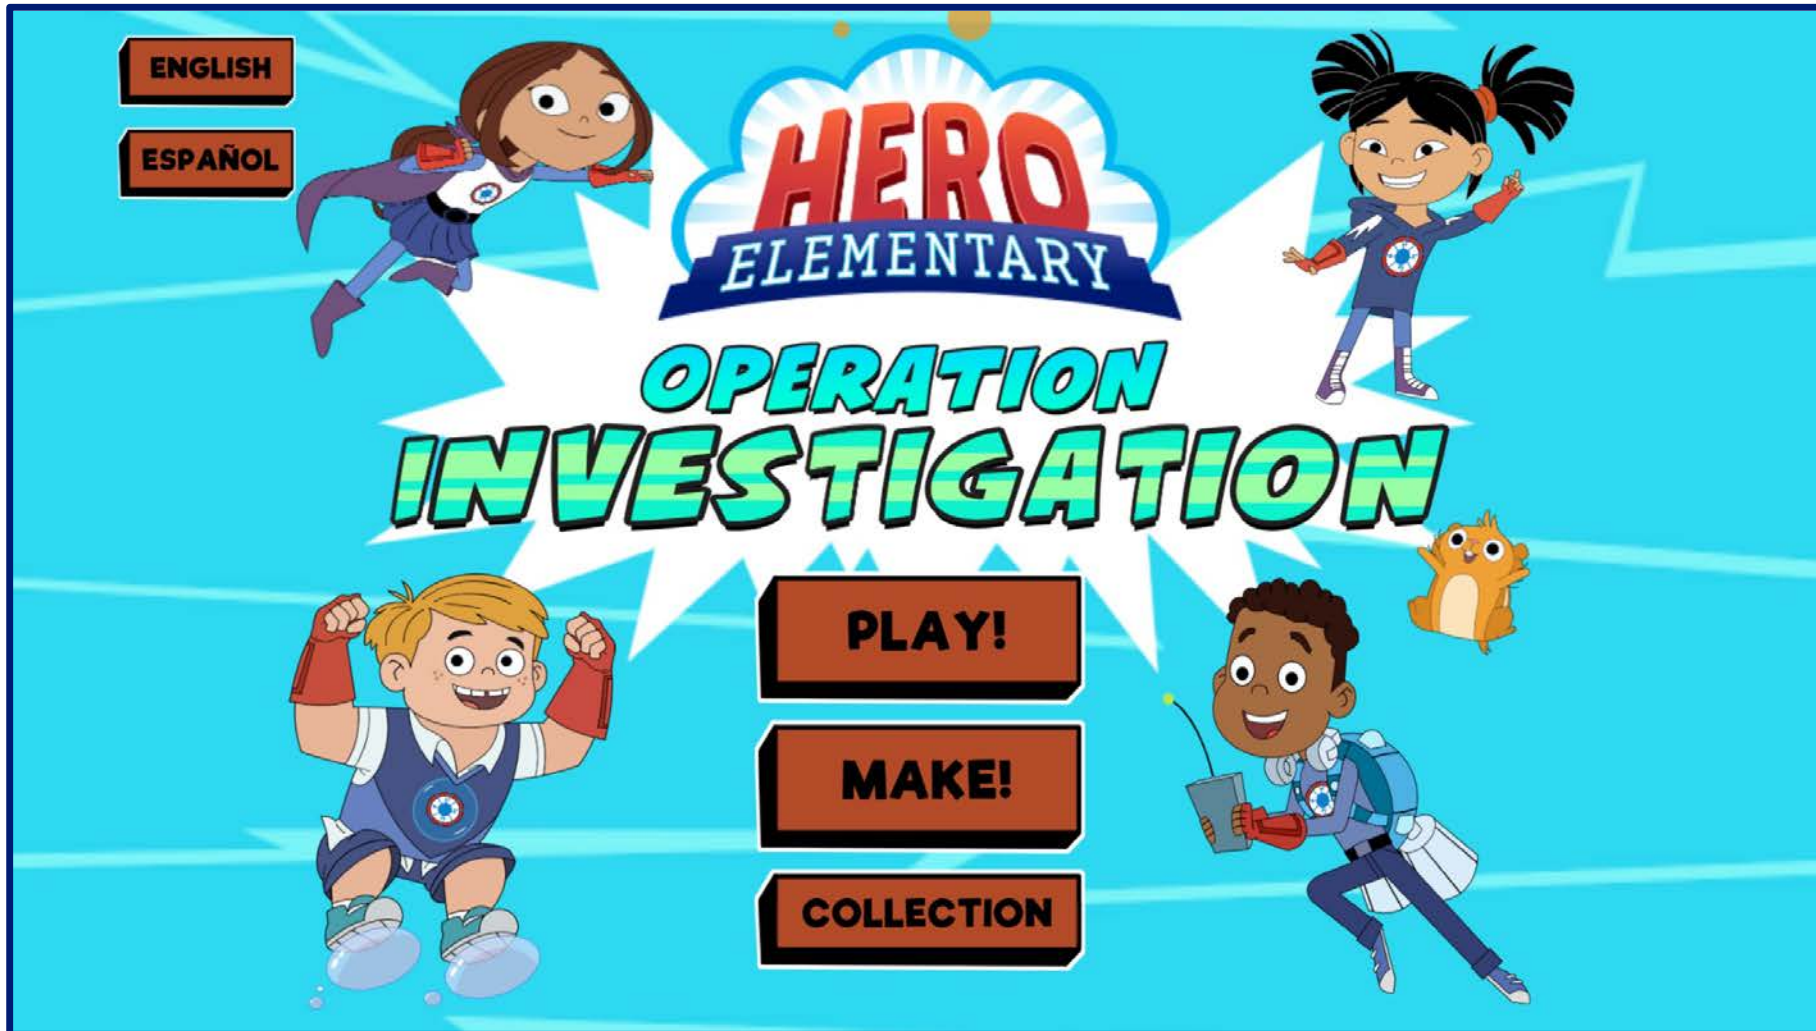 ENGLISH
ESPAÑOL
HERO
ELEMENTARY
OPERATION
INVESTIGATION
PLAY!
MAKE!
COLLECTION